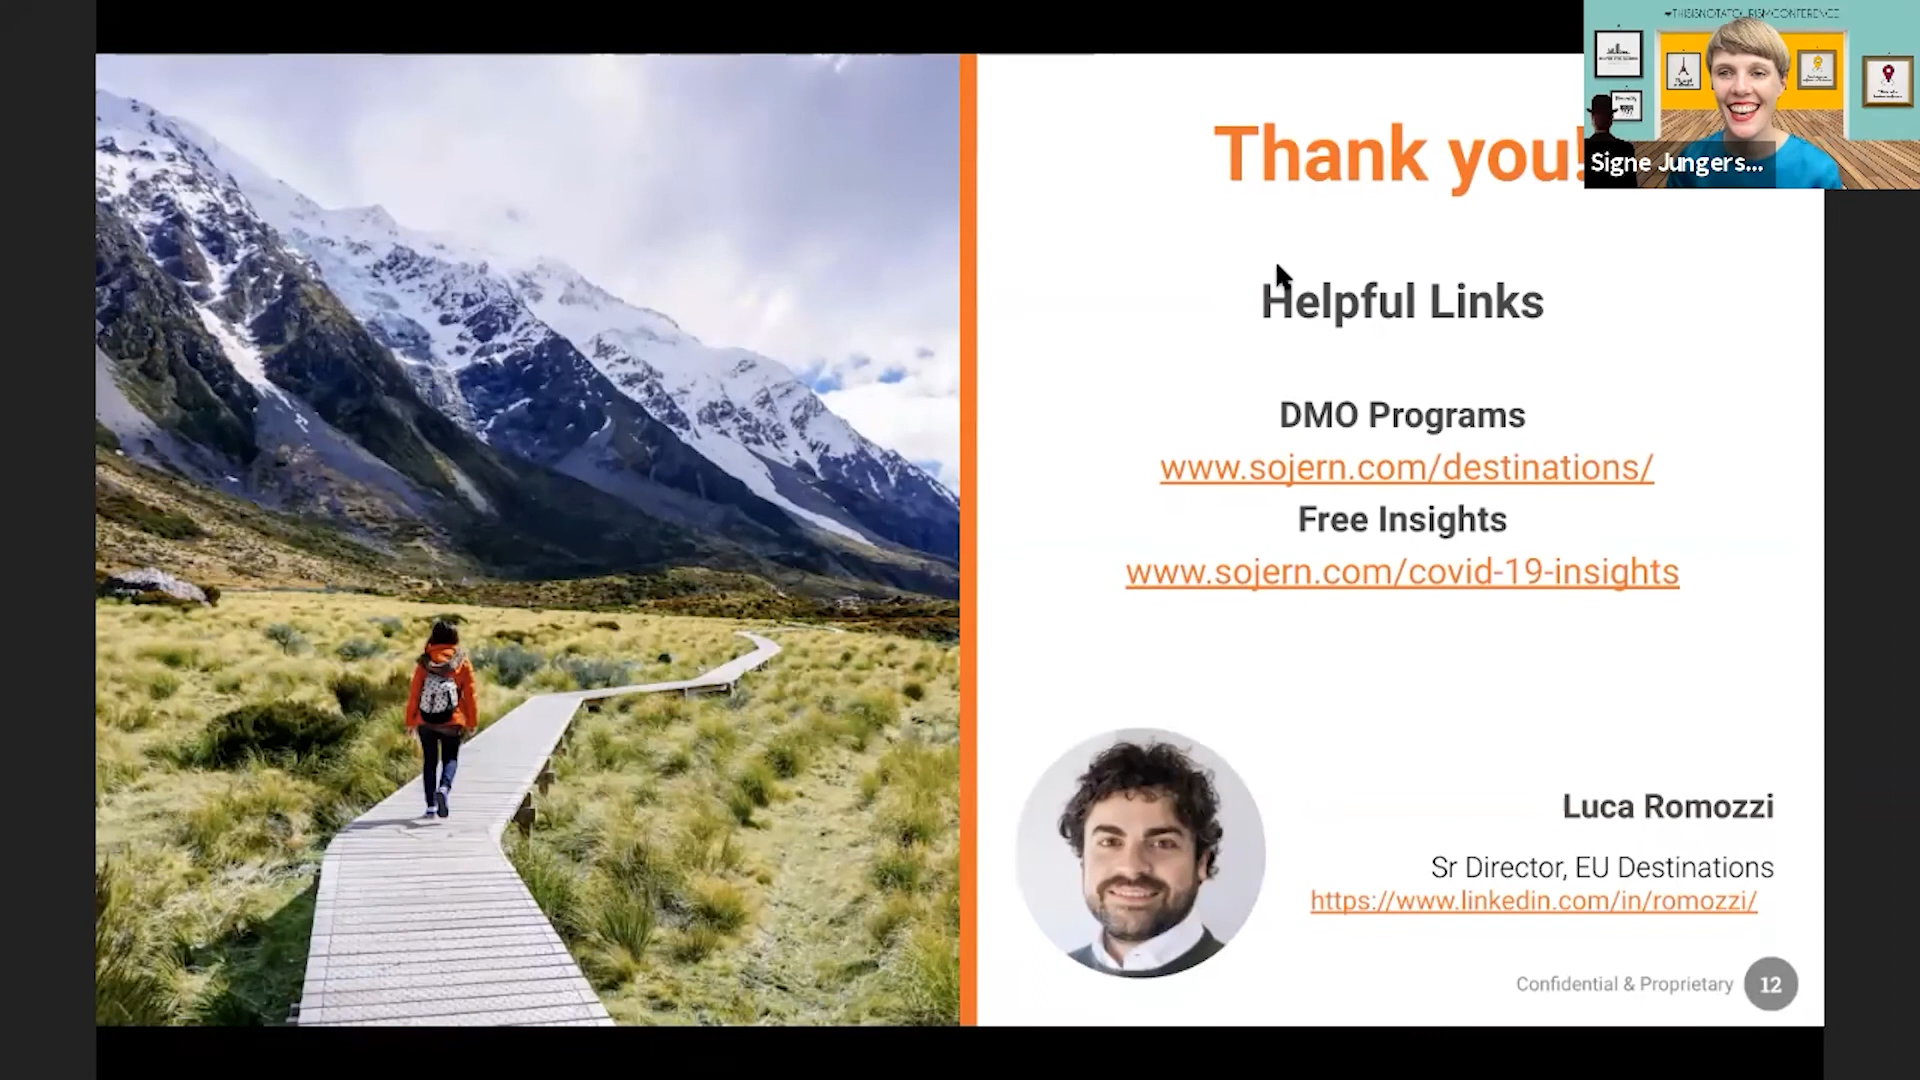 #THISISNOTATOURISMCONFERENCE
Signe Jungers...
Thank you!
Helpful Links
DMO Programs
www.sojern.com/destinations/
Free Insights
www.sojern.com/covid-19-insights
Luca Romozzi
Sr Director, EU Destinations
https://www.linkedin.com/in/romozzi/
Confidential & Proprietary
12